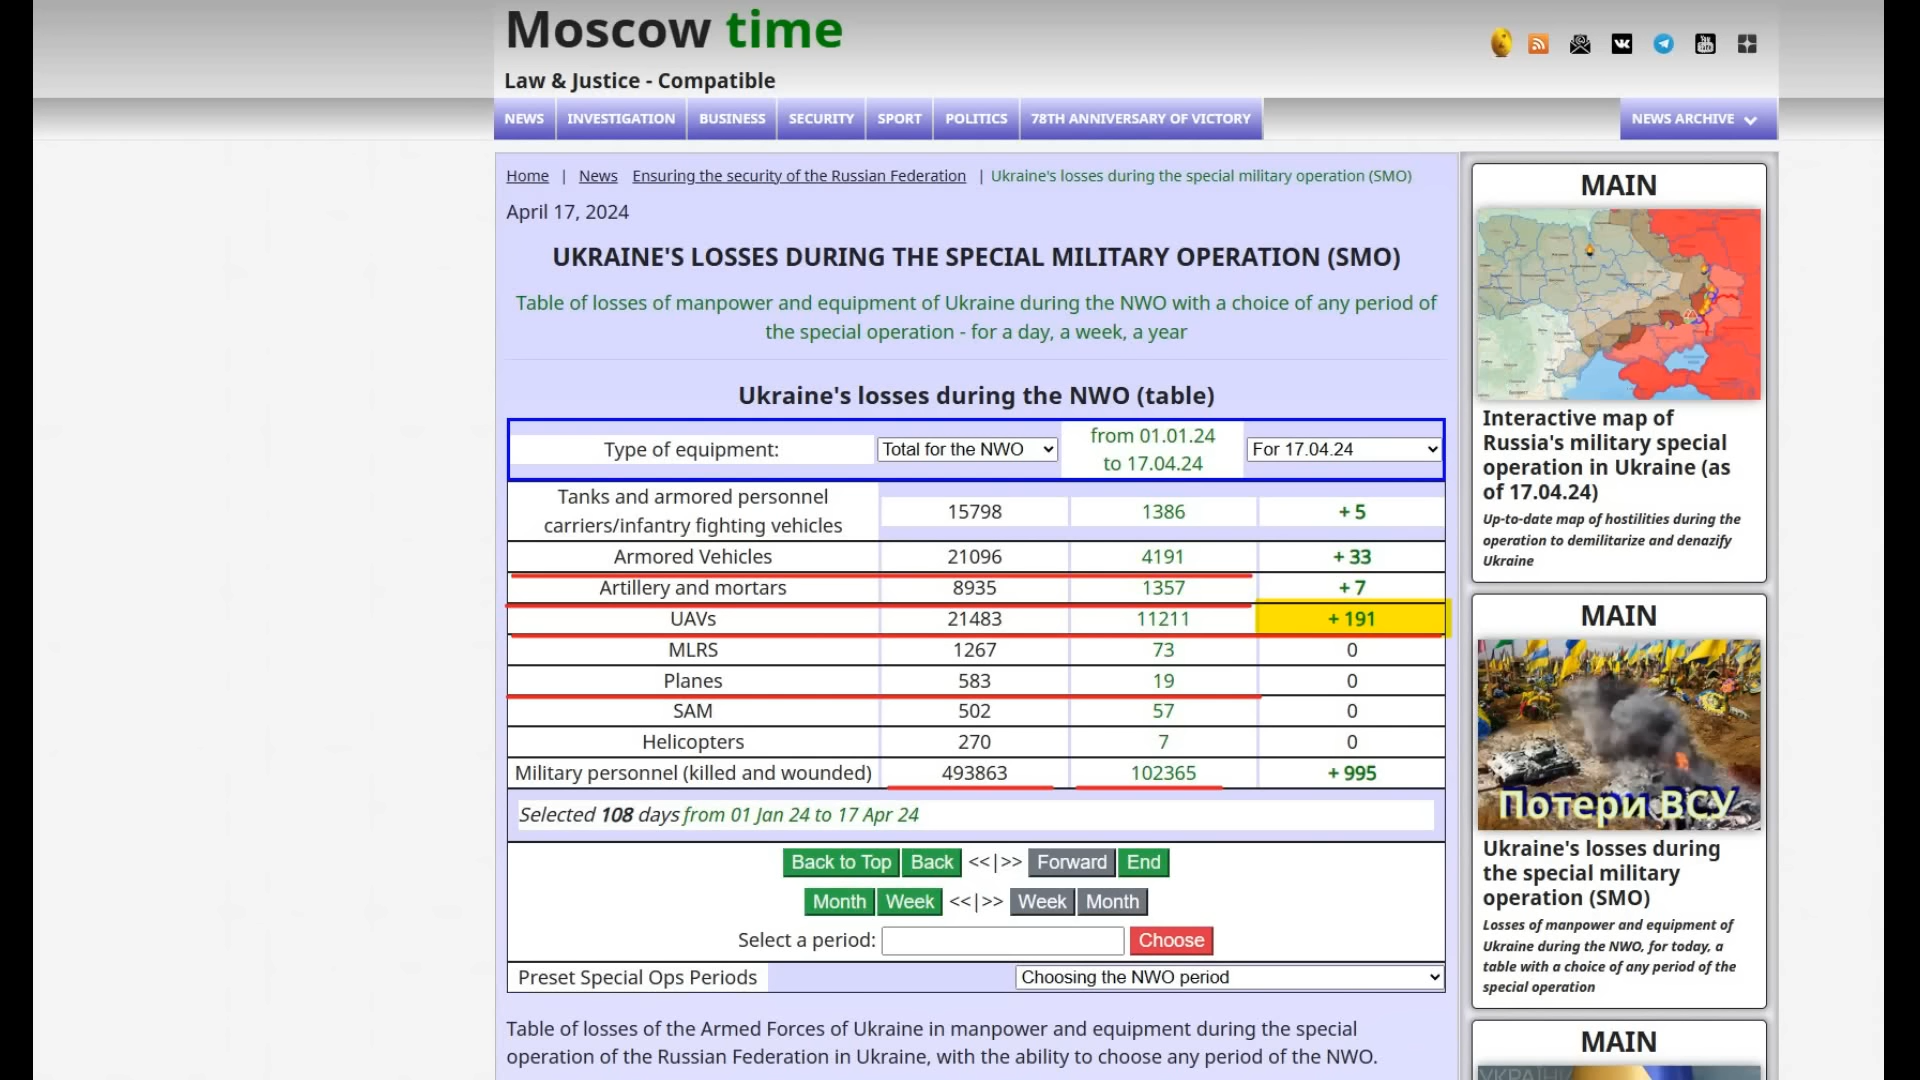 Moscow time
Law & Justice - Compatible
NEWS
INVESTIGATION
BUSINESS
SECURITY
SPORT
POLITICS
78TH ANNIVERSARY OF VICTORY
NEWS ARCHIVE
Home | News Ensuring the security of the Russian Federation | Ukraine's losses during the special military operation (SMO)
April 17, 2024
UKRAINE'S LOSSES DURING THE SPECIAL MILITARY OPERATION (SMO)
Table of losses of manpower and equipment of Ukraine during the NWO with a choice of any period of
the special operation - for a day, a week, a year
Ukraine's losses during the NWO (table)
Type of equipment: Total for the NWO from 01.01.24 to 17.04.24 For 17.04.24
Tanks and armored personnel
carriers/infantry fighting vehicles 15798 1386 + 5
Armored Vehicles 21096 4191 + 33
Artillery and mortars 8935 1357 + 7
UAVs 21483 11211 + 191
MLRS 1267 73 0
Planes 583 19 0
SAM 502 57 0
Helicopters 270 7 0
Military personnel (killed and wounded) 493863 102365 + 995
Selected 108 days from 01 Jan 24 to 17 Apr 24
Back to Top Back <<|>> Forward End
Month Week <<|>> Week Month
Select a period: Choose
Preset Special Ops Periods Choosing the NWO period
Table of losses of the Armed Forces of Ukraine in manpower and equipment during the special
operation of the Russian Federation in Ukraine, with the ability to choose any period of the NWO.
MAIN
Interactive map of
Russia's military special
operation in Ukraine (as
of 17.04.24)
Up-to-date map of hostilities during the
operation to demilitarize and denazify
Ukraine
MAIN
Потери ВСУ
Ukraine's losses during
the special military
operation (SMO)
Losses of manpower and equipment of
Ukraine during the NWO, for today, a
table with a choice of any period of the
special operation
MAIN